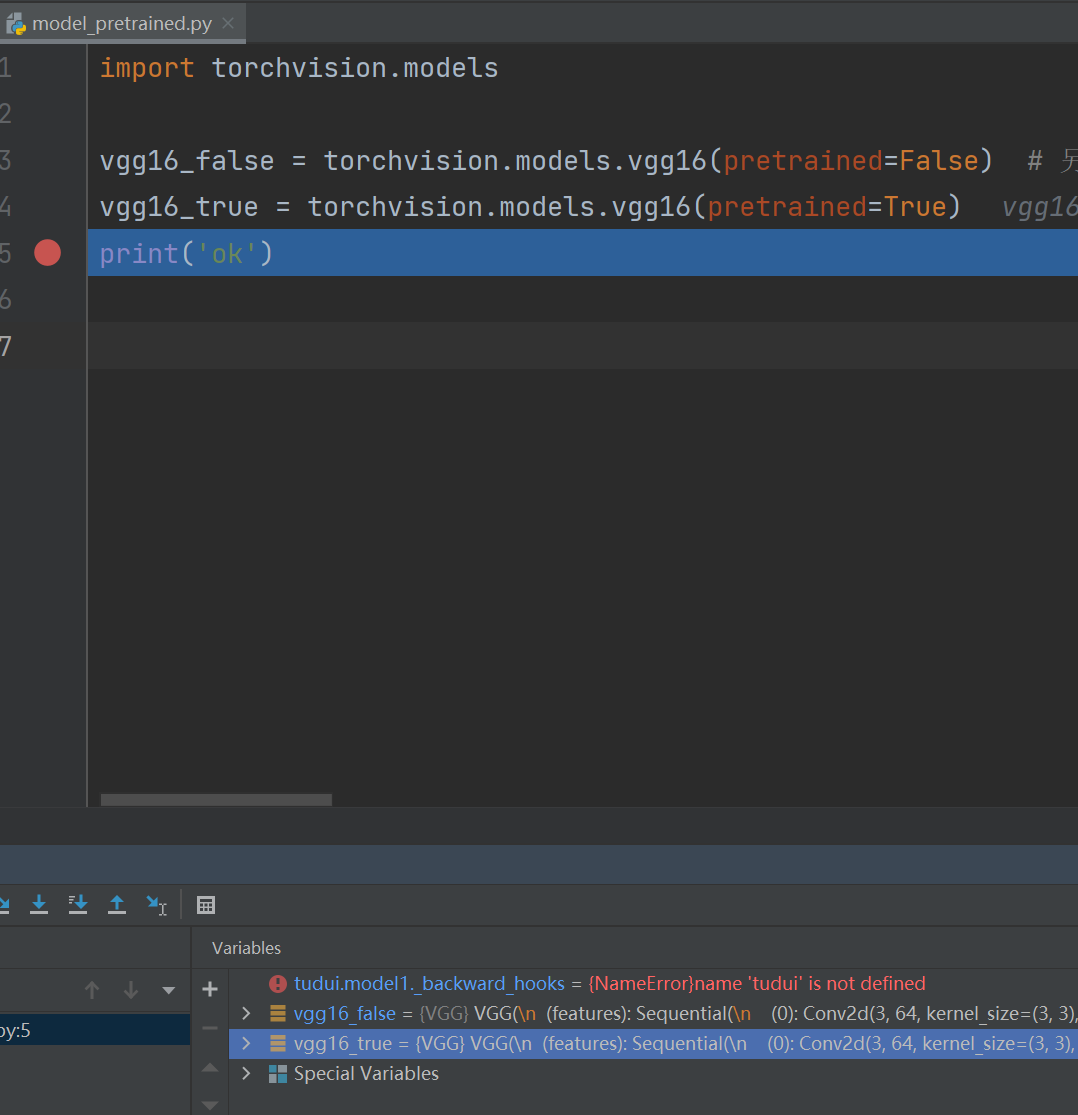 model_pretrained.py
1 import torchvision.models
2
3 vgg16_false = torchvision.models.vgg16(pretrained=False)  # 另
4 vgg16_true = torchvision.models.vgg16(pretrained=True)  vgg16
5 print('ok')
6
7
Variables
tudui.model1._backward_hooks = {NameError}name 'tudui' is not defined
vgg16_false = {VGG} VGG(\n  (features): Sequential(\n    (0): Conv2d(3, 64, kernel_size=(3, 3),
py:5
vgg16_true = {VGG} VGG(\n  (features): Sequential(\n    (0): Conv2d(3, 64, kernel_size=(3, 3),
Special Variables